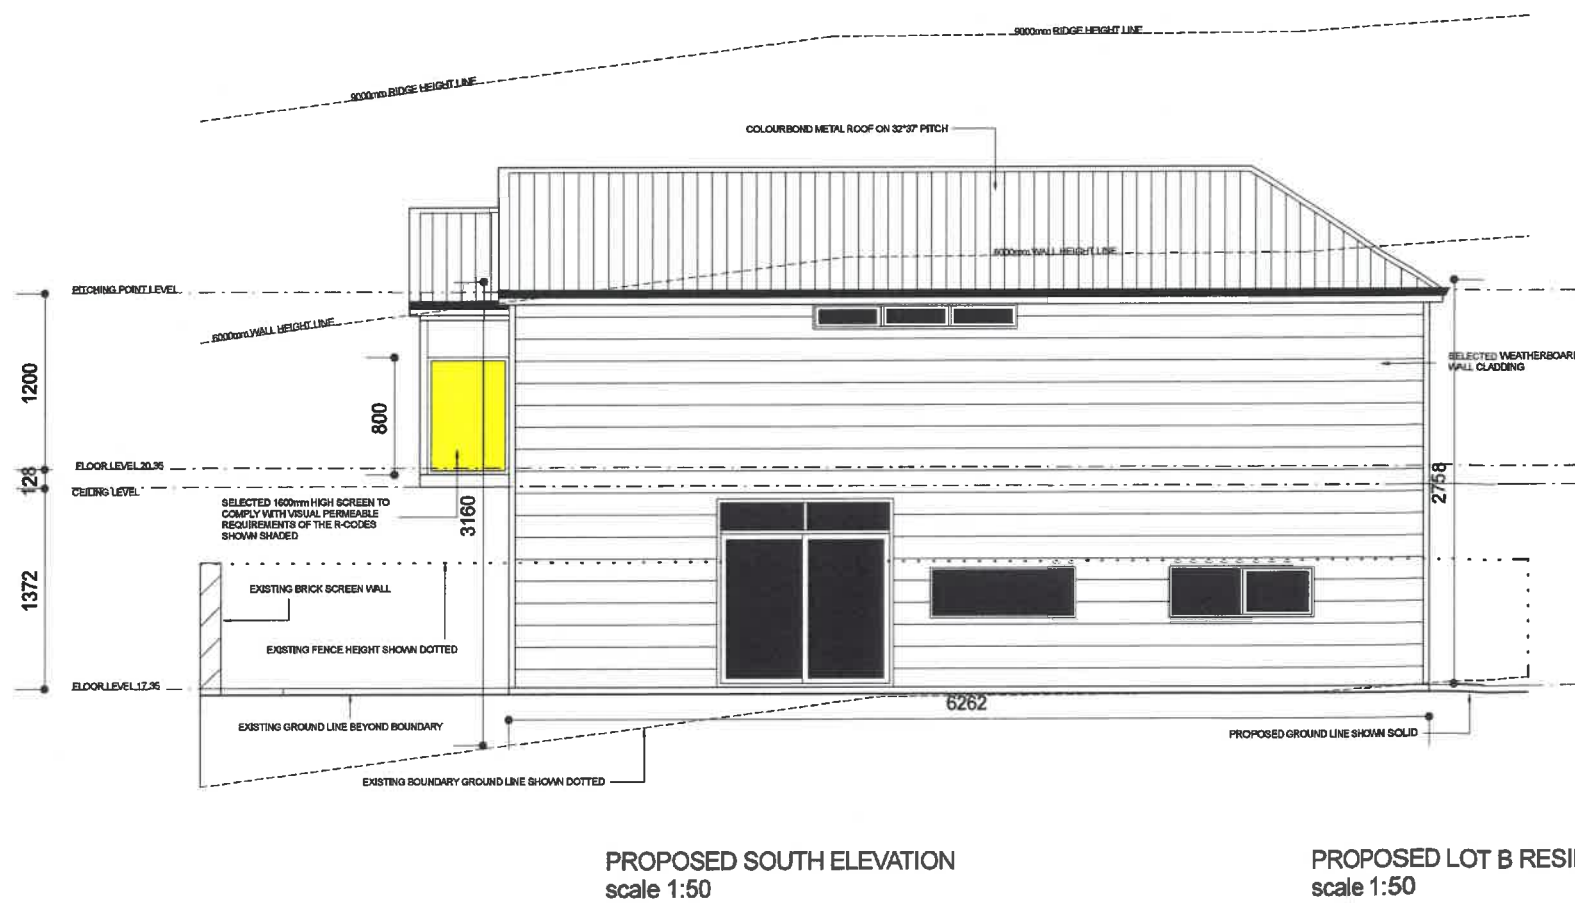 9000mm RIDGE HEIGHT LINE
9000mm RIDGE HEIGHT LINE
COLOURBOND METAL ROOF ON 32°37' PITCH
6000mm WALL HEIGHT LINE
PITCHING POINT LEVEL
6000mm WALL HEIGHT LINE
SELECTED WEATHERBOARD
WALL CLADDING
1200
800
FLOOR LEVEL 20.35
128
CEILING LEVEL
2758
3160
SELECTED 1600mm HIGH SCREEN TO
COMPLY WITH VISUAL PERMEABLE
REQUIREMENTS OF THE R-CODES
SHOWN SHADED
1372
EXISTING BRICK SCREEN WALL
EXISTING FENCE HEIGHT SHOWN DOTTED
FLOOR LEVEL 17.35
6262
EXISTING GROUND LINE BEYOND BOUNDARY
PROPOSED GROUND LINE SHOWN SOLID
EXISTING BOUNDARY GROUND LINE SHOWN DOTTED
PROPOSED SOUTH ELEVATION
scale 1:50
PROPOSED LOT B RESI
scale 1:50